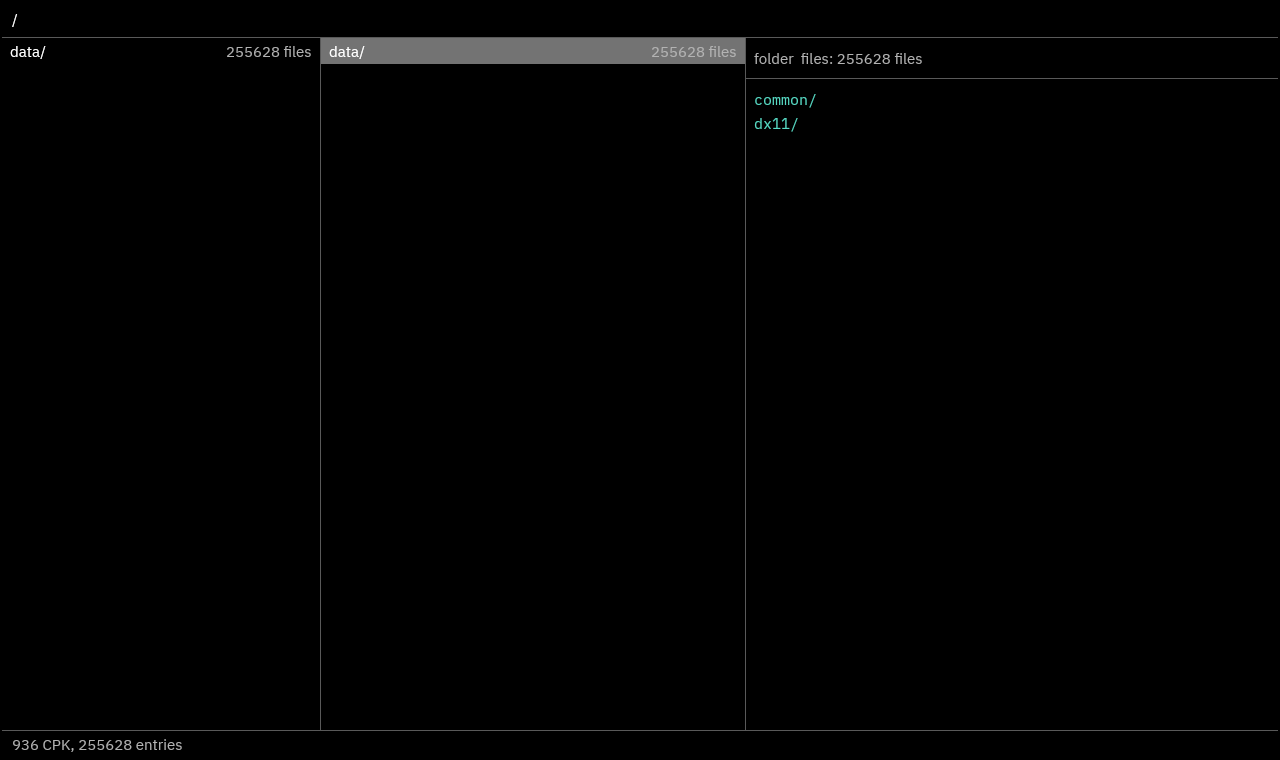 /
data/ 255628 files
data/ 255628 files
folder files: 255628 files
common/
dx11/
936 CPK, 255628 entries